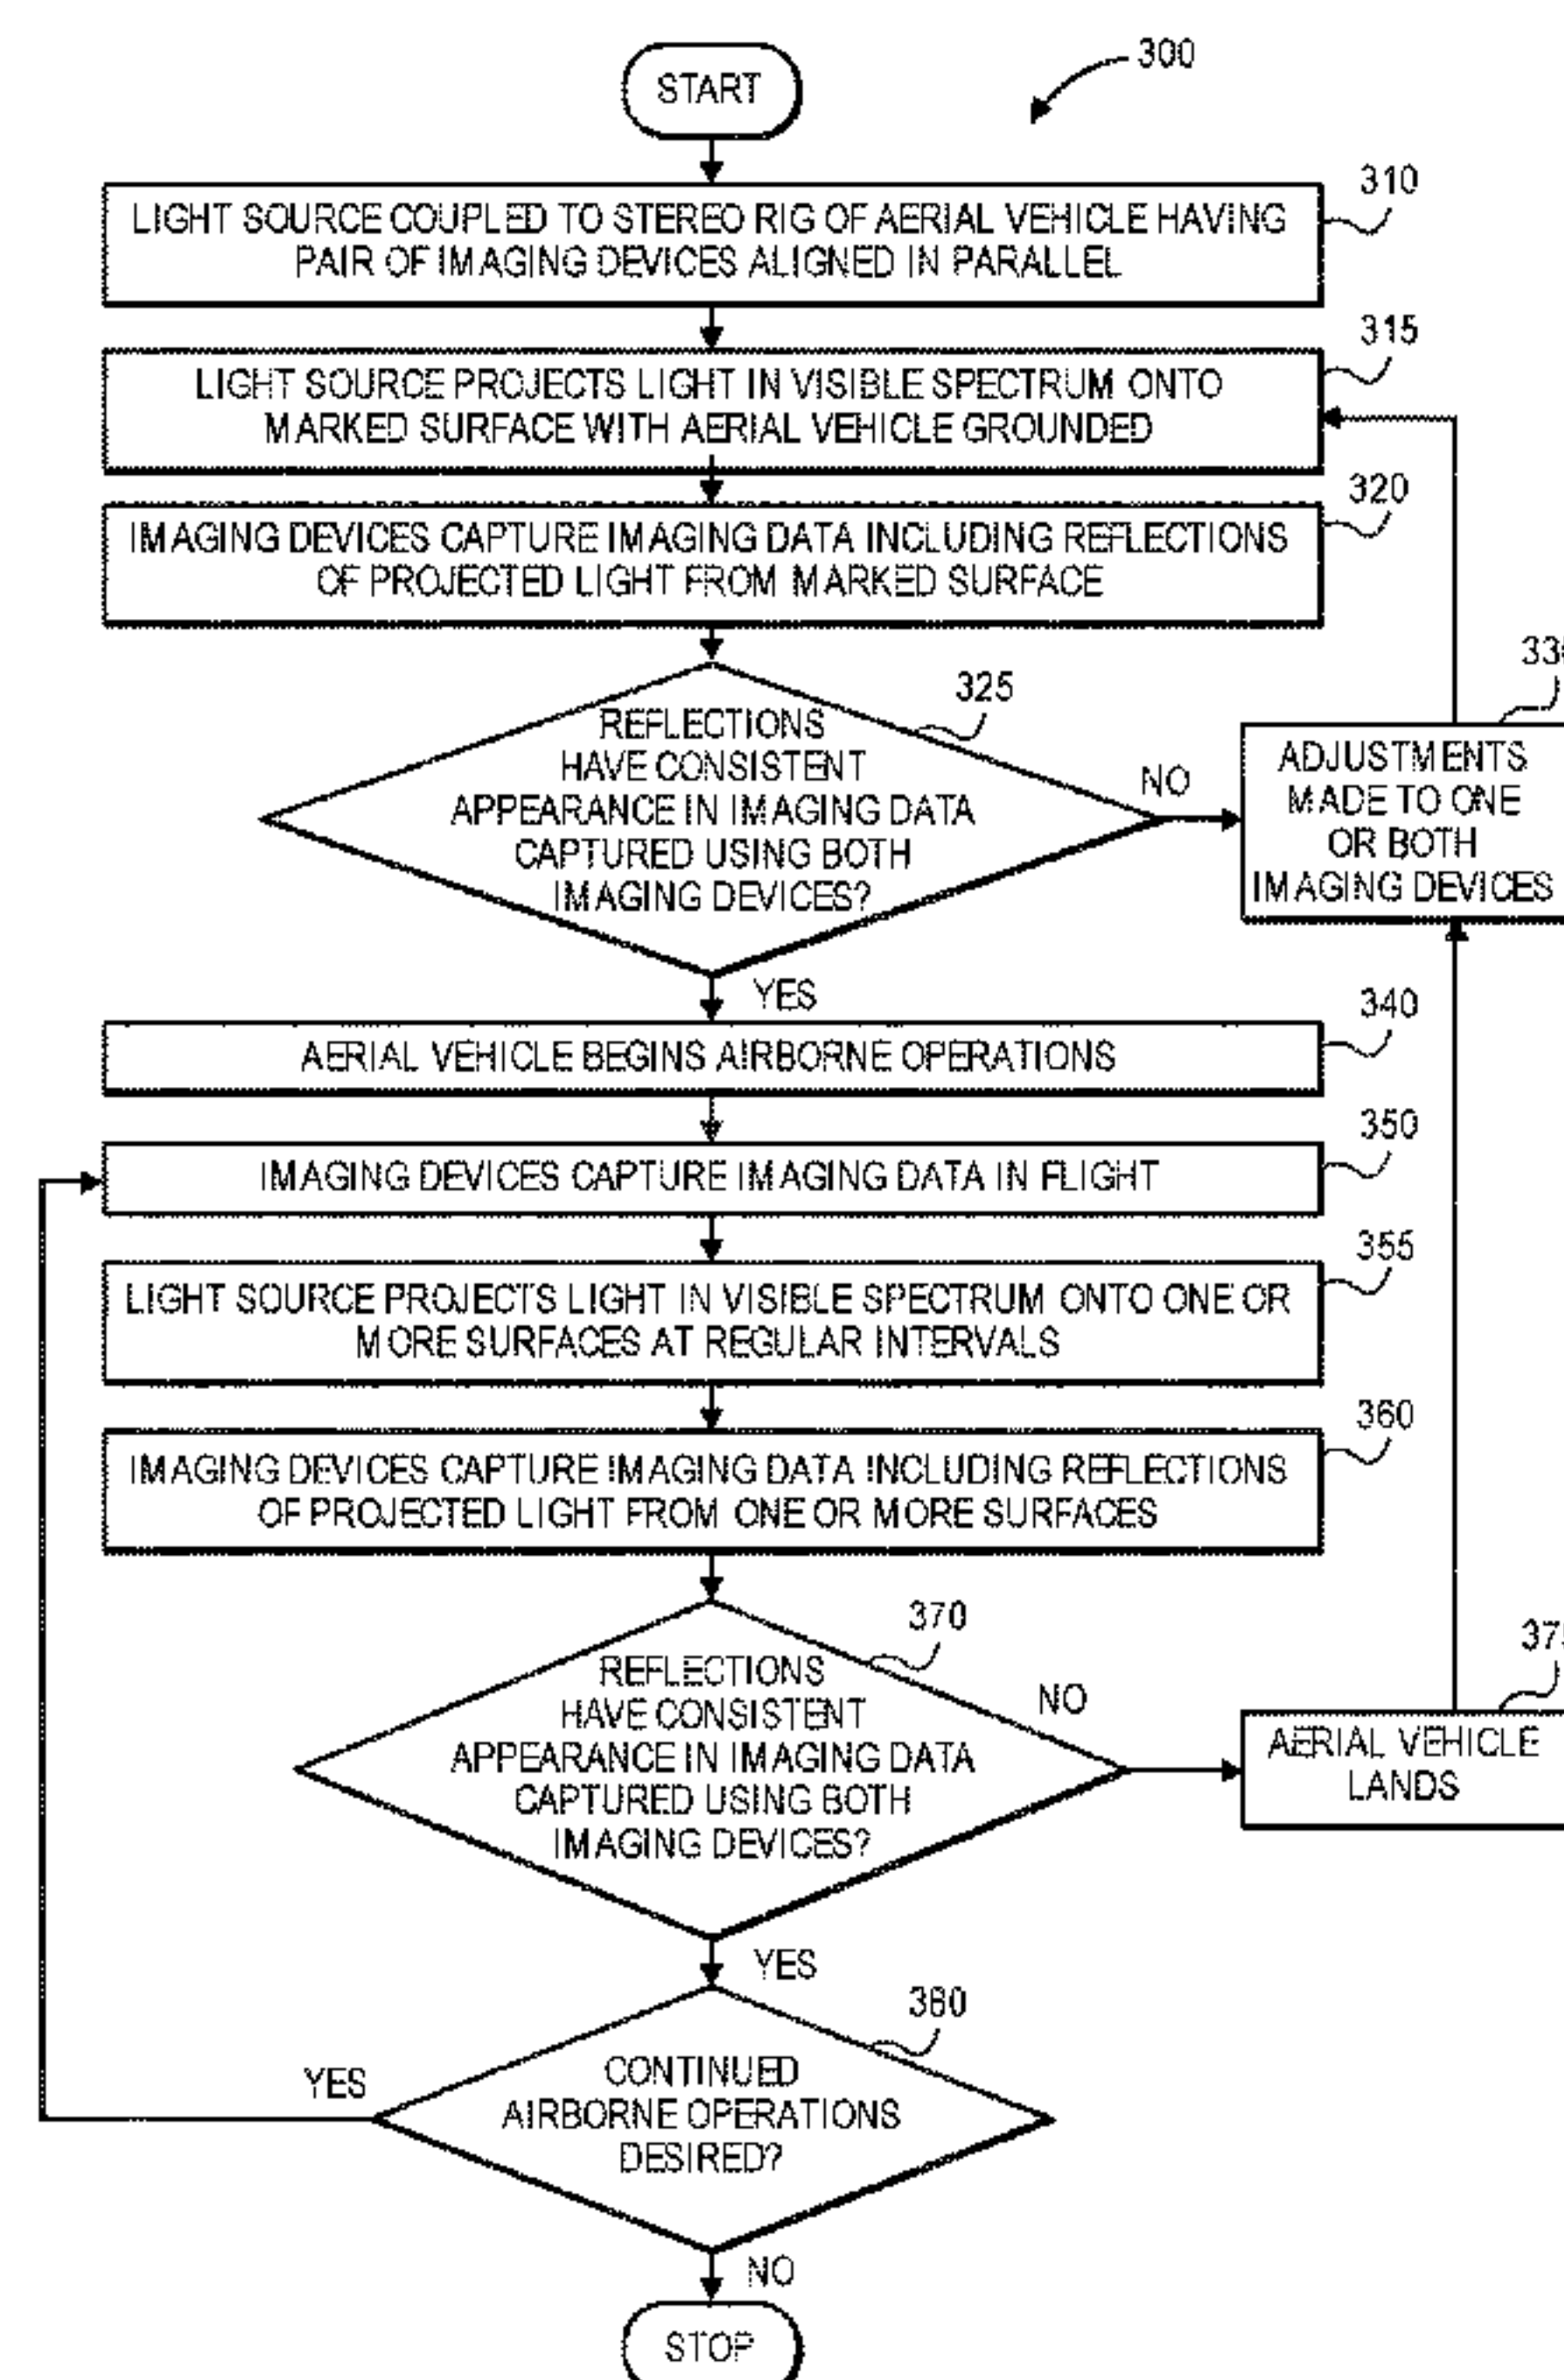 START
300
LIGHT SOURCE COUPLED TO STEREO RIG OF AERIAL VEHICLE HAVING
PAIR OF IMAGING DEVICES ALIGNED IN PARALLEL
310
LIGHT SOURCE PROJECTS LIGHT IN VISIBLE SPECTRUM ONTO
MARKED SURFACE WITH AERIAL VEHICLE GROUNDED
315
IMAGING DEVICES CAPTURE IMAGING DATA INCLUDING REFLECTIONS
OF PROJECTED LIGHT FROM MARKED SURFACE
320
REFLECTIONS
HAVE CONSISTENT
APPEARANCE IN IMAGING DATA
CAPTURED USING BOTH
IMAGING DEVICES?
325
NO
ADJUSTMENTS
MADE TO ONE
OR BOTH
IMAGING DEVICES
YES
AERIAL VEHICLE BEGINS AIRBORNE OPERATIONS
340
IMAGING DEVICES CAPTURE IMAGING DATA IN FLIGHT
350
LIGHT SOURCE PROJECTS LIGHT IN VISIBLE SPECTRUM ONTO ONE OR
MORE SURFACES AT REGULAR INTERVALS
355
IMAGING DEVICES CAPTURE IMAGING DATA INCLUDING REFLECTIONS
OF PROJECTED LIGHT FROM ONE OR MORE SURFACES
360
REFLECTIONS
HAVE CONSISTENT
APPEARANCE IN IMAGING DATA
CAPTURED USING BOTH
IMAGING DEVICES?
370
NO
AERIAL VEHICLE
LANDS
375
YES
CONTINUED
AIRBORNE OPERATIONS
DESIRED?
380
YES
NO
STOP